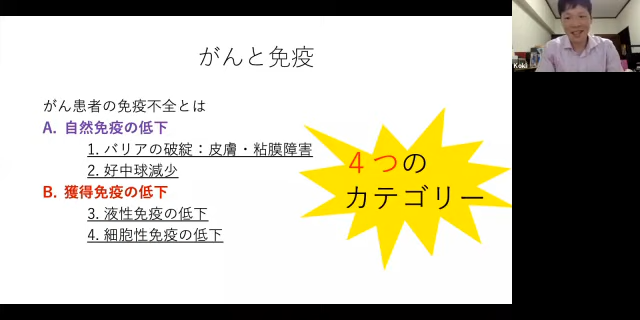 がんと免疫
がん患者の免疫不全とは
A. 自然免疫の低下
1. バリアの破綻：皮膚・粘膜障害
2. 好中球減少
B. 獲得免疫の低下
3. 液性免疫の低下
4. 細胞性免疫の低下
４つの
カテゴリー
Koki